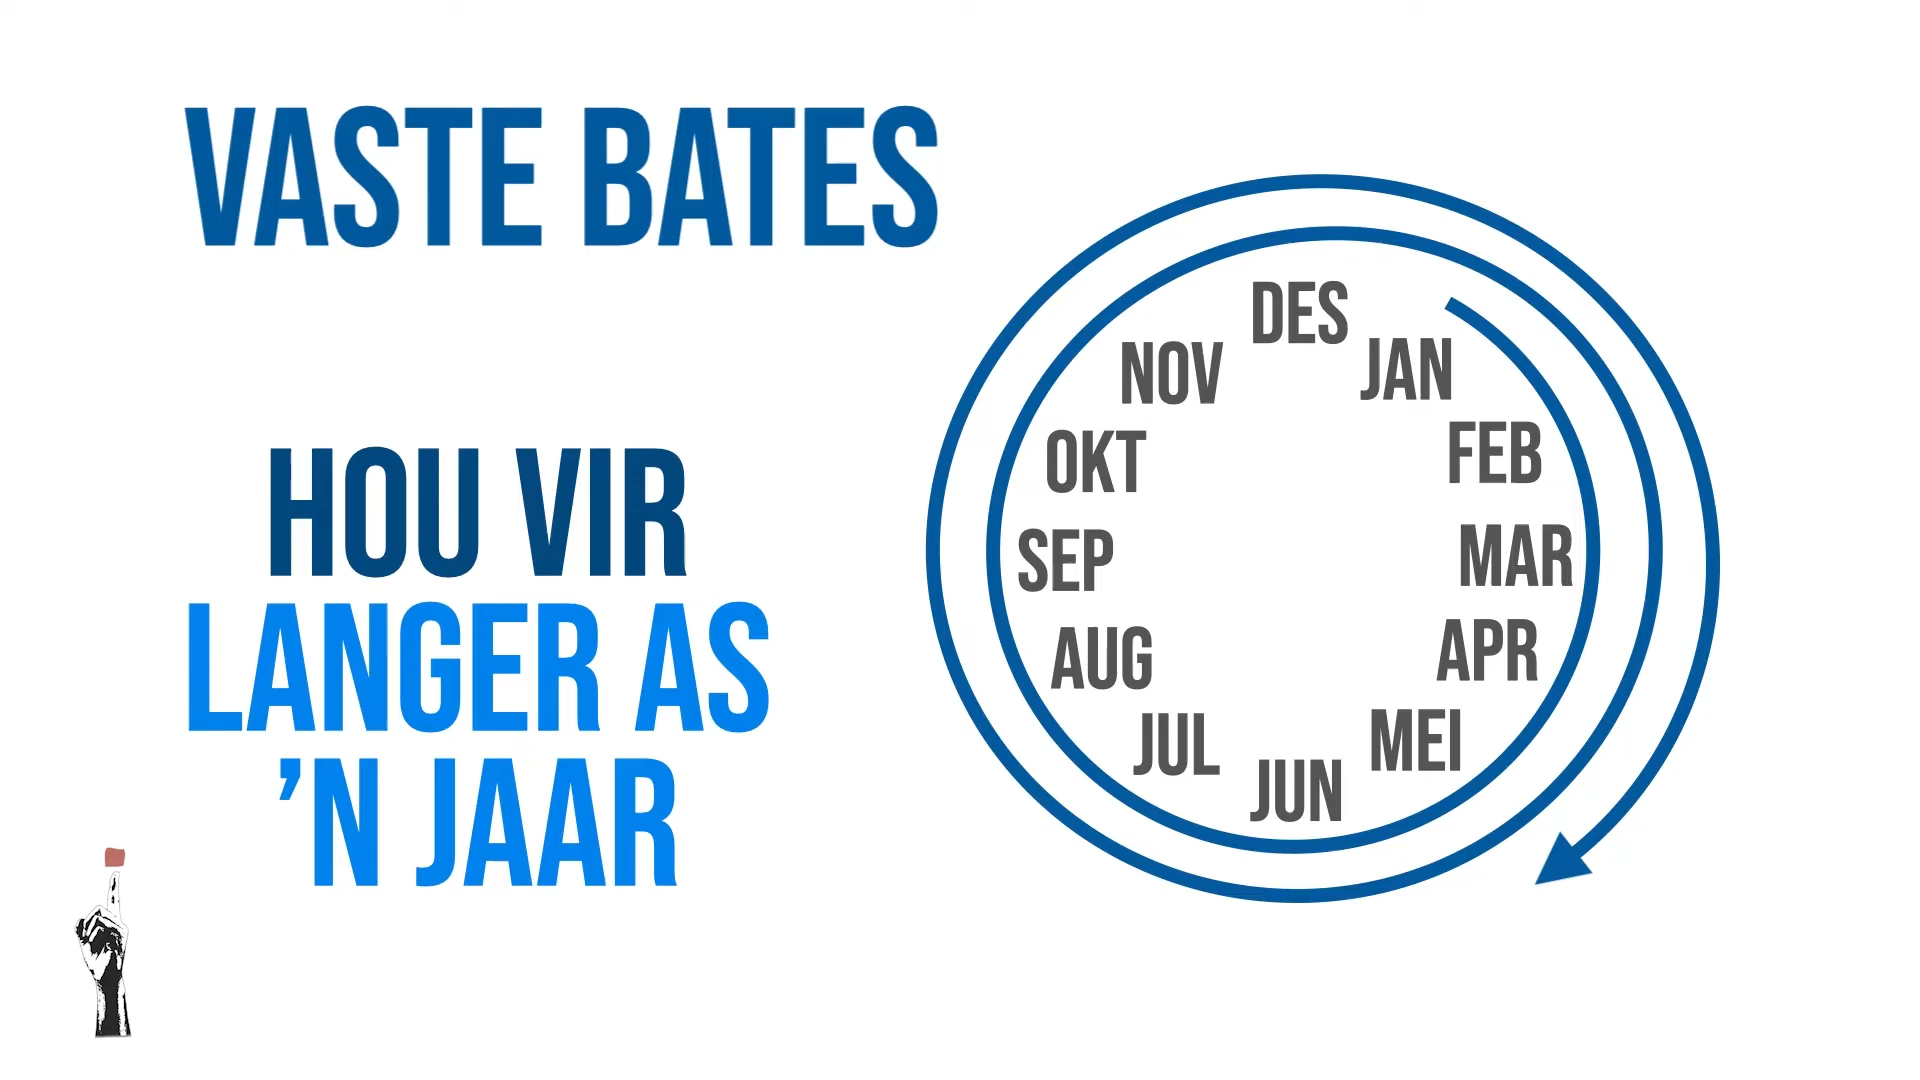 VASTE BATES
HOU VIR
LANGER AS
’N JAAR
DES
JAN
FEB
MAR
APR
MEI
JUN
JUL
AUG
SEP
OKT
NOV